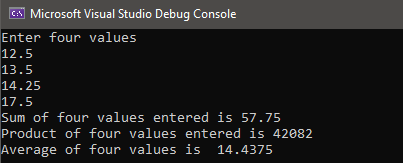 Microsoft Visual Studio Debug Console
Enter four values
12.5
13.5
14.25
17.5
Sum of four values entered is 57.75
Product of four values entered is 42082
Average of four values is  14.4375